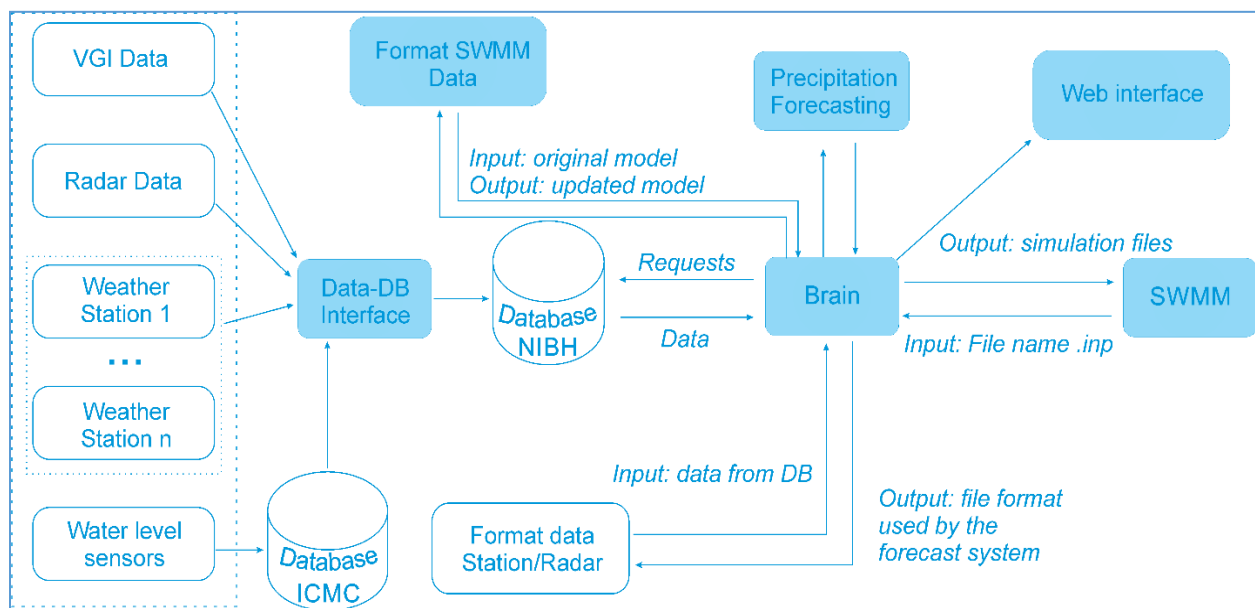 VGI Data
Radar Data
Weather
Station 1
...
Weather
Station n
Water level
sensors
Data-DB
Interface
Database
ICMC
Format SWMM
Data
Input: original model
Output: updated model
Database
NIBH
Requests
Data
Precipitation
Forecasting
Brain
Web interface
Output: simulation files
SWMM
Input: File name .inp
Input: data from DB
Format data
Station/Radar
Output: file format
used by the
forecast system